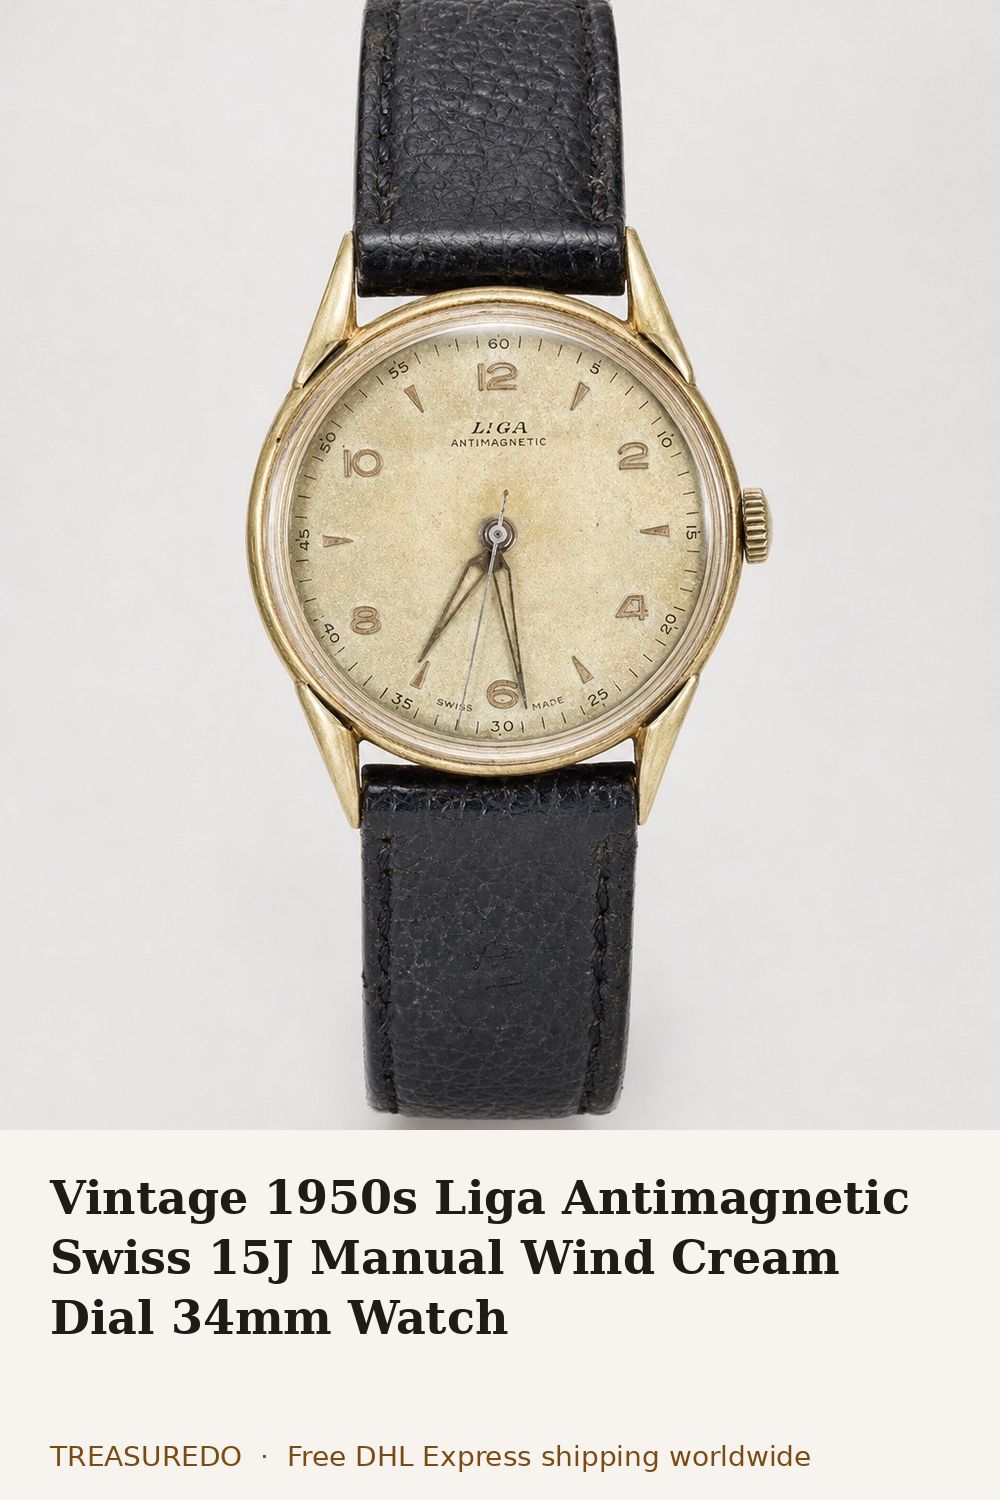 60
55
5
12
LIGA
ANTIMAGNETIC
50
10
10
2
45
15
8
4
40
20
6
35
SWISS
MADE
25
30
Vintage 1950s Liga Antimagnetic
Swiss 15J Manual Wind Cream
Dial 34mm Watch
TREASUREDO · Free DHL Express shipping worldwide